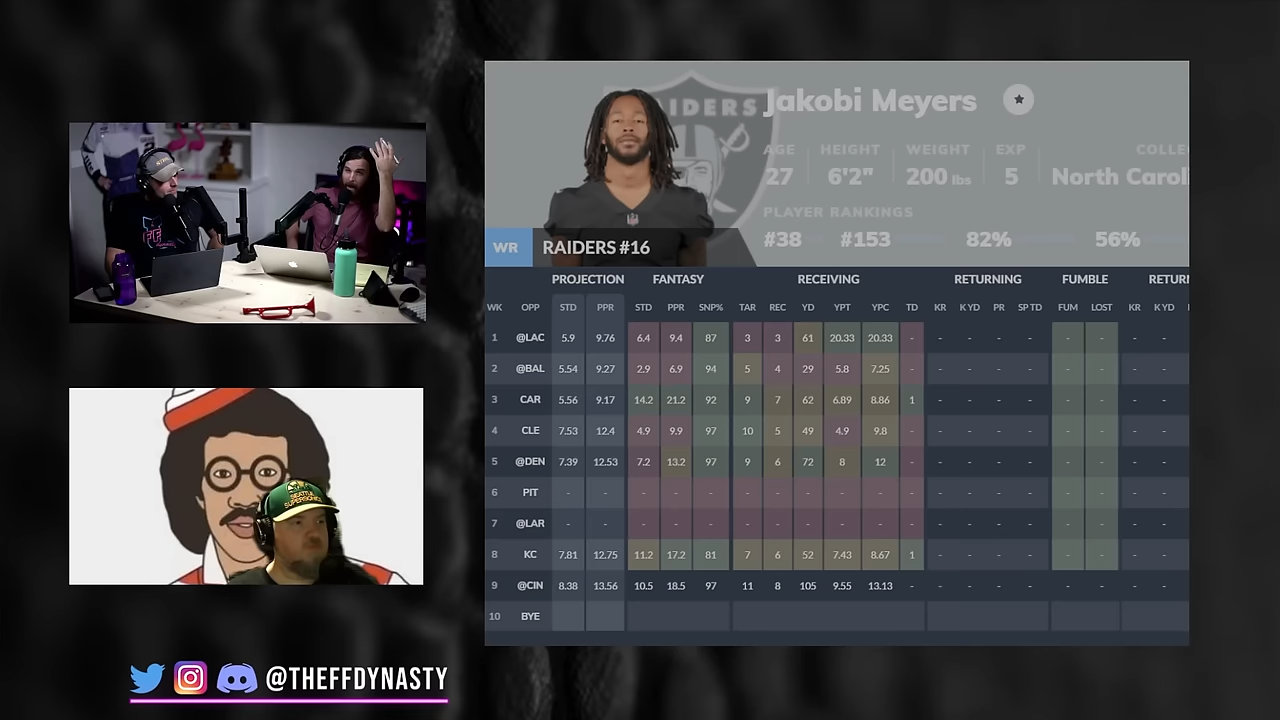 RAIDERS
Jakobi Meyers
AGE HEIGHT WEIGHT EXP COLLE
27 6'2" 200 lbs 5 North Carol
PLAYER RANKINGS
#38 #153 82% 56%
WR RAIDERS #16
PROJECTION FANTASY RECEIVING RETURNING FUMBLE RETURN
WK OPP STD PPR STD PPR SNP% TAR REC YD YPT YPC TD KR K YD PR SP TD FUM LOST KR K YD
1 @LAC 5.9 9.76 6.4 9.4 87 3 3 61 20.33 20.33 - - - - - - - - -
2 @BAL 5.54 9.27 2.9 6.9 94 5 4 29 5.8 7.25 - - - - - - - - -
3 CAR 5.56 9.17 14.2 21.2 92 9 7 62 6.89 8.86 1 - - - - - - - -
4 CLE 7.53 12.4 4.9 9.9 97 10 5 49 4.9 9.8 - - - - - - - - -
5 @DEN 7.39 12.53 7.2 13.2 97 9 6 72 8 12 - - - - - - - - -
6 PIT - - - - - - - - - - - - - - - - - - -
7 @LAR - - - - - - - - - - - - - - - - - - -
8 KC 7.81 12.75 11.2 17.2 81 7 6 52 7.43 8.67 1 - - - - - - - -
9 @CIN 8.38 13.56 10.5 18.5 97 11 8 105 9.55 13.13 - - - - - - - - -
10 BYE
FF
SEATTLE
SUPERSONICS
@THEFFDYNASTY